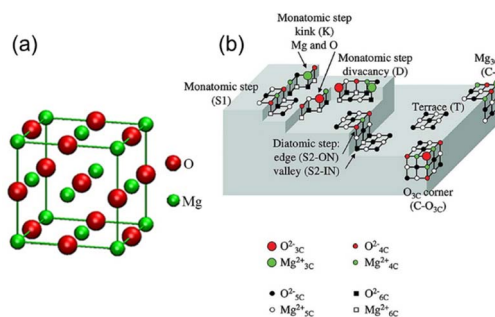 (a)
O
Mg
(b)
Monatomic step
kink (K)
Mg and O
Monatomic step
(S1)
Monatomic step
divacancy (D)
Mg3C
(C-
Terrace (T)
Diatomic step:
edge (S2-ON)
valley (S2-IN)
O3C corner
(C-O3C)
O2-3C
Mg2+3C
O2-4C
Mg2+4C
O2-5C
Mg2+5C
O2-6C
Mg2+6C